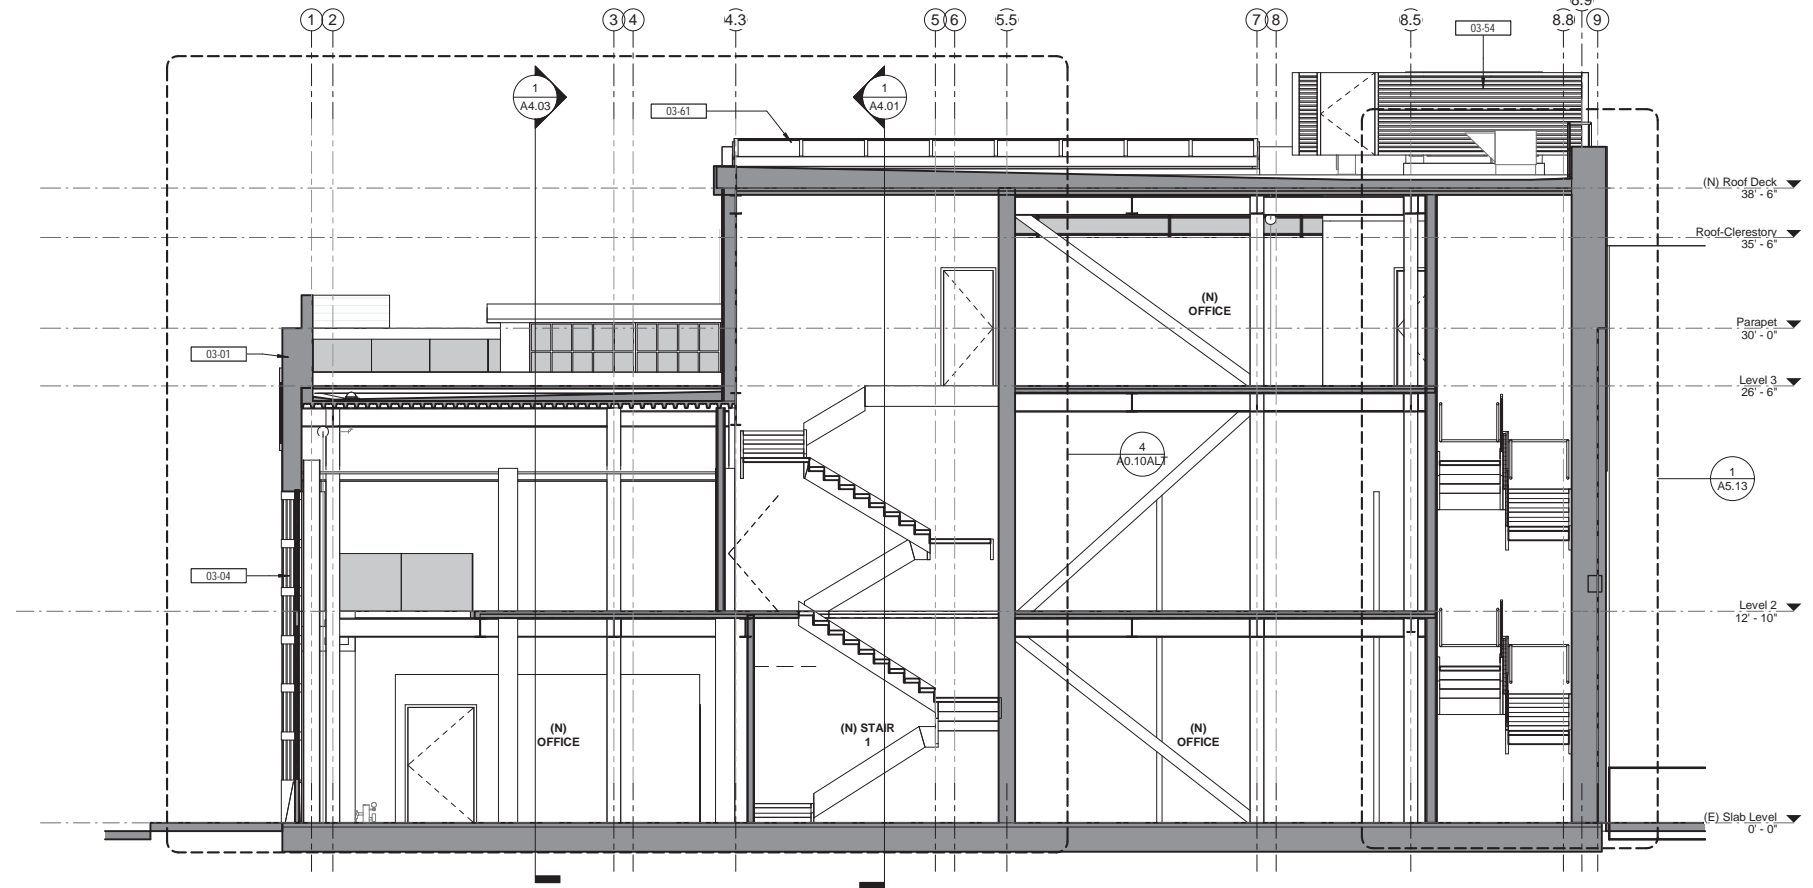 8.9
1 2 3 4 4.3 5 6 5.5 7 8 8.5 8.8 9
03-54
1
A4.03
1
A4.01
03-61
(N) Roof Deck
38' - 6"
Roof-Clerestory
35' - 6"
(N)
OFFICE
Parapet
30' - 0"
03-01
Level 3
26' - 6"
4
A0.10ALT
1
A5.13
03-04
Level 2
12' - 10"
(N)
OFFICE
(N) STAIR
1
(N)
OFFICE
(E) Slab Level
0' - 0"